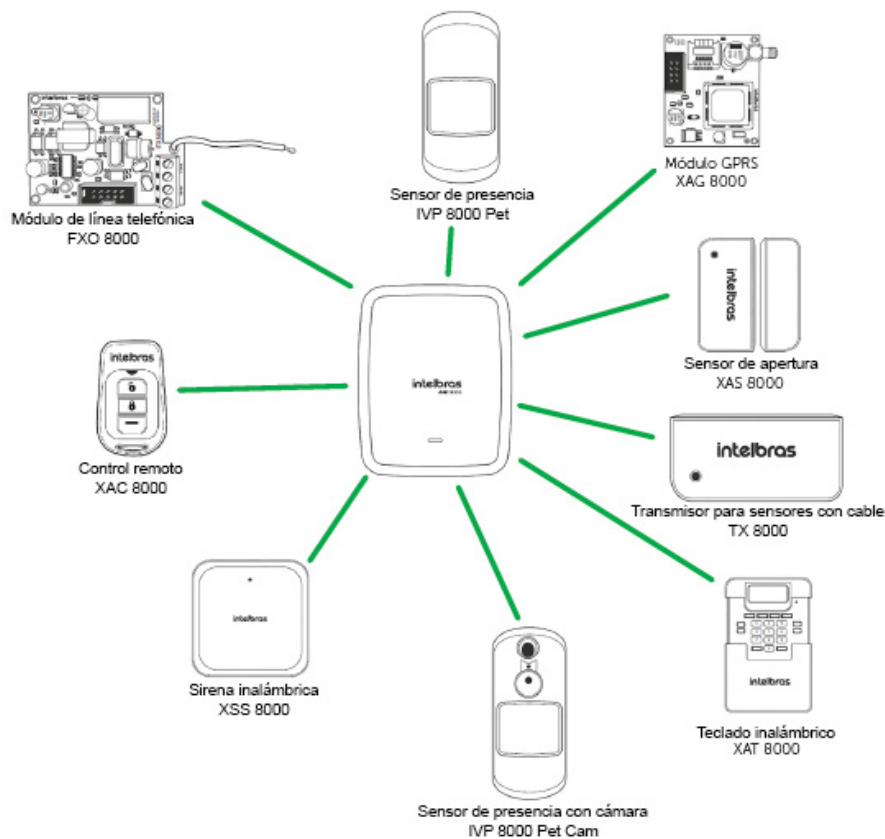 intelbras
Módulo de línea telefónica
FXO 8000
Sensor de presencia
IVP 8000 Pet
Módulo GPRS
XAG 8000
intelbras
Sensor de apertura
XAS 8000
intelbras
intelbras
Control remoto
XAC 8000
intelbras
Transmisor para sensores con cable
TX 8000
intelbras
Sirena inalámbrica
XSS 8000
intelbras
Teclado inalámbrico
XAT 8000
Sensor de presencia con cámara
IVP 8000 Pet Cam